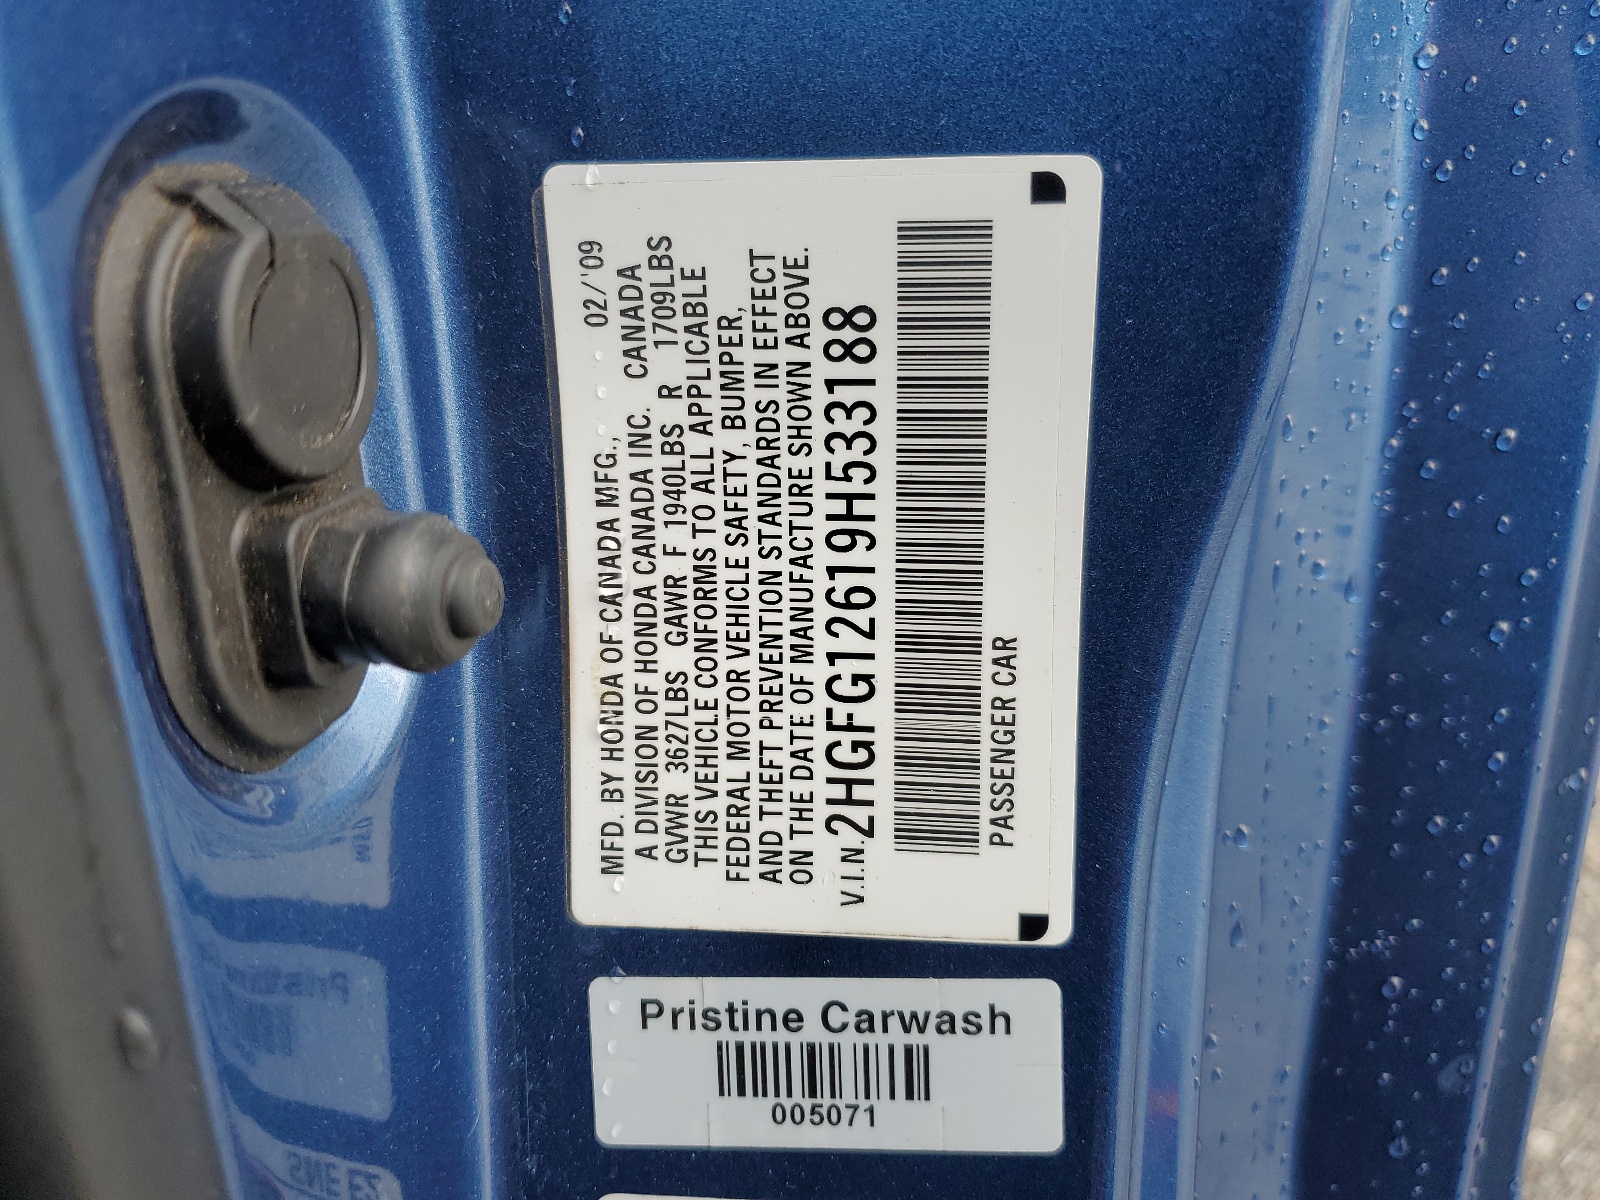 MFD. BY HONDA OF CANADA MFG., 02/'09
A DIVISION OF HONDA CANADA INC. CANADA
GVWR 3627LBS GAWR F 1940LBS R 1709LBS
THIS VEHICLE CONFORMS TO ALL APPLICABLE
FEDERAL MOTOR VEHICLE SAFETY, BUMPER,
AND THEFT PREVENTION STANDARDS IN EFFECT
ON THE DATE OF MANUFACTURE SHOWN ABOVE.
V.I.N. 2HGFG12619H533188
PASSENGER CAR
Pristine Carwash
005071